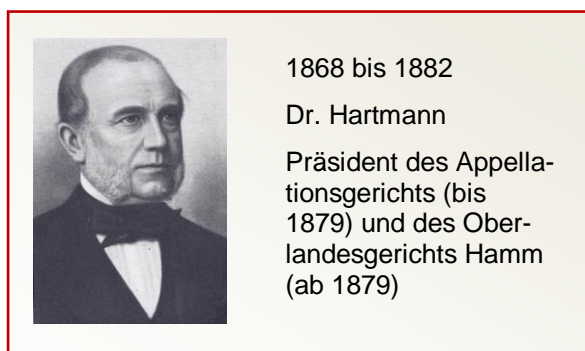 1868 bis 1882
Dr. Hartmann
Präsident des Appella-
tionsgerichts (bis
1879) und des Ober-
landesgerichts Hamm
(ab 1879)